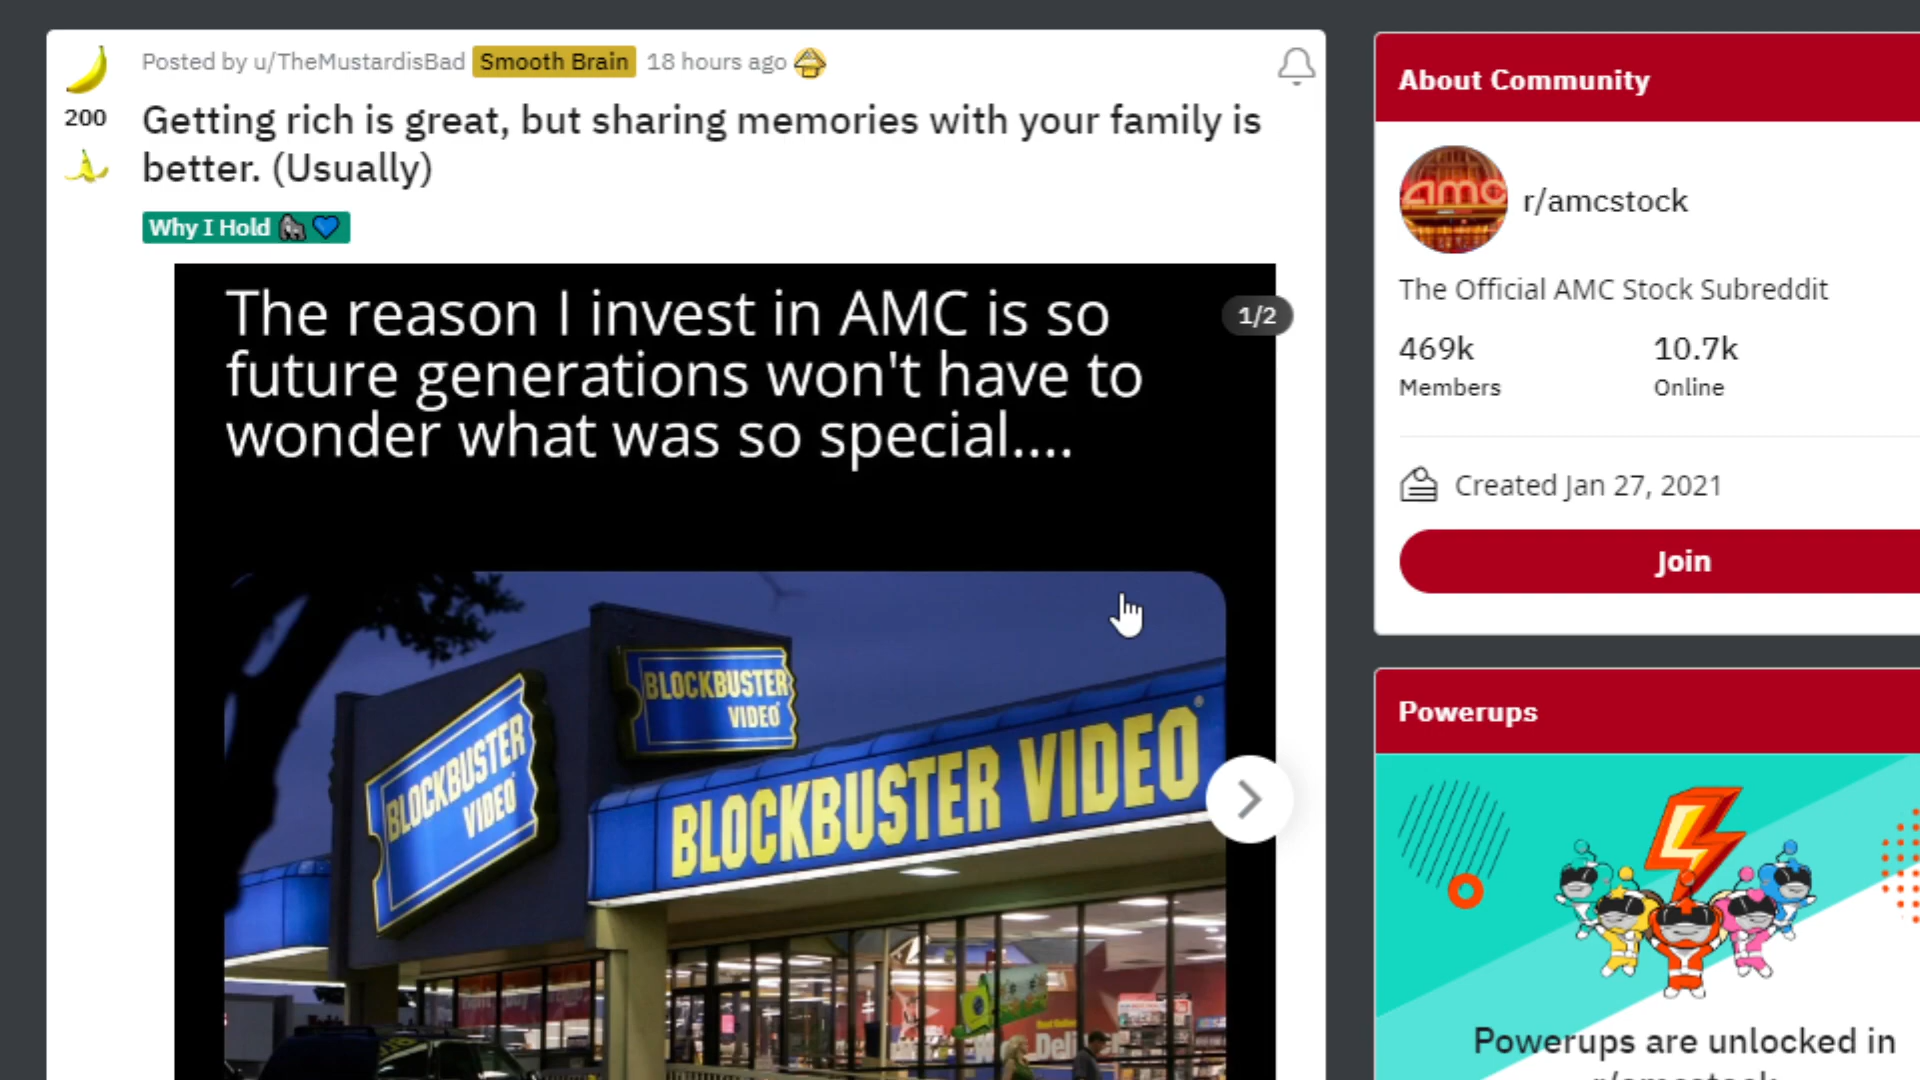 Posted by u/TheMustardisBad Smooth Brain 18 hours ago
200
Getting rich is great, but sharing memories with your family is
better. (Usually)
Why I Hold
The reason I invest in AMC is so
future generations won't have to
wonder what was so special....
1/2
BLOCKBUSTER
VIDEO
BLOCKBUSTER
VIDEO
BLOCKBUSTER VIDEO
About Community
amc
r/amcstock
The Official AMC Stock Subreddit
469k
Members
10.7k
Online
Created Jan 27, 2021
Join
Powerups
Powerups are unlocked in
r/amcstock